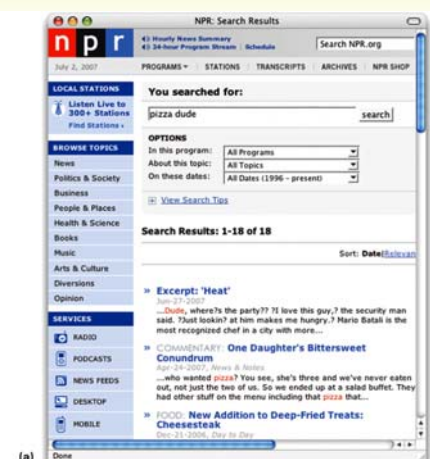 NPR: Search Results
npr
Hourly News Summary
24-hour Program Stream | Schedule
Search NPR.org
July 2, 2007
PROGRAMS STATIONS TRANSCRIPTS ARCHIVES NPR SHOP
LOCAL STATIONS
Listen Live to
300+ Stations
Find Stations
BROWSE TOPICS
News
Politics & Society
Business
People & Places
Health & Science
Books
Music
Arts & Culture
Diversions
Opinion
SERVICES
RADIO
PODCASTS
NEWS FEEDS
DESKTOP
MOBILE
You searched for:
pizza dude
search
OPTIONS
In this program: All Programs
About this topic: All Topics
On these dates: All Dates (1996 - present)
View Search Tips
Search Results: 1-18 of 18
Sort: Date|Relevan
» Excerpt: 'Heat'
Jun-27-2007
...Dude, where?s the party?? ?I love this guy,? the security man
said. ?Just lookin? at him makes me hungry.? Mario Batali is the
most recognized chef in a city with more...
» COMMENTARY: One Daughter's Bittersweet
Conundrum
Apr-24-2007, News & Notes
...who wanted pizza? You see, she's three and we've never eaten
out, not just the two of us. So we ended up at a salad buffet. They
had other stuff on the menu including that pizza that...
» FOOD: New Addition to Deep-Fried Treats:
Cheesesteak
Dec-21-2006, Day to Day
Done
(a)